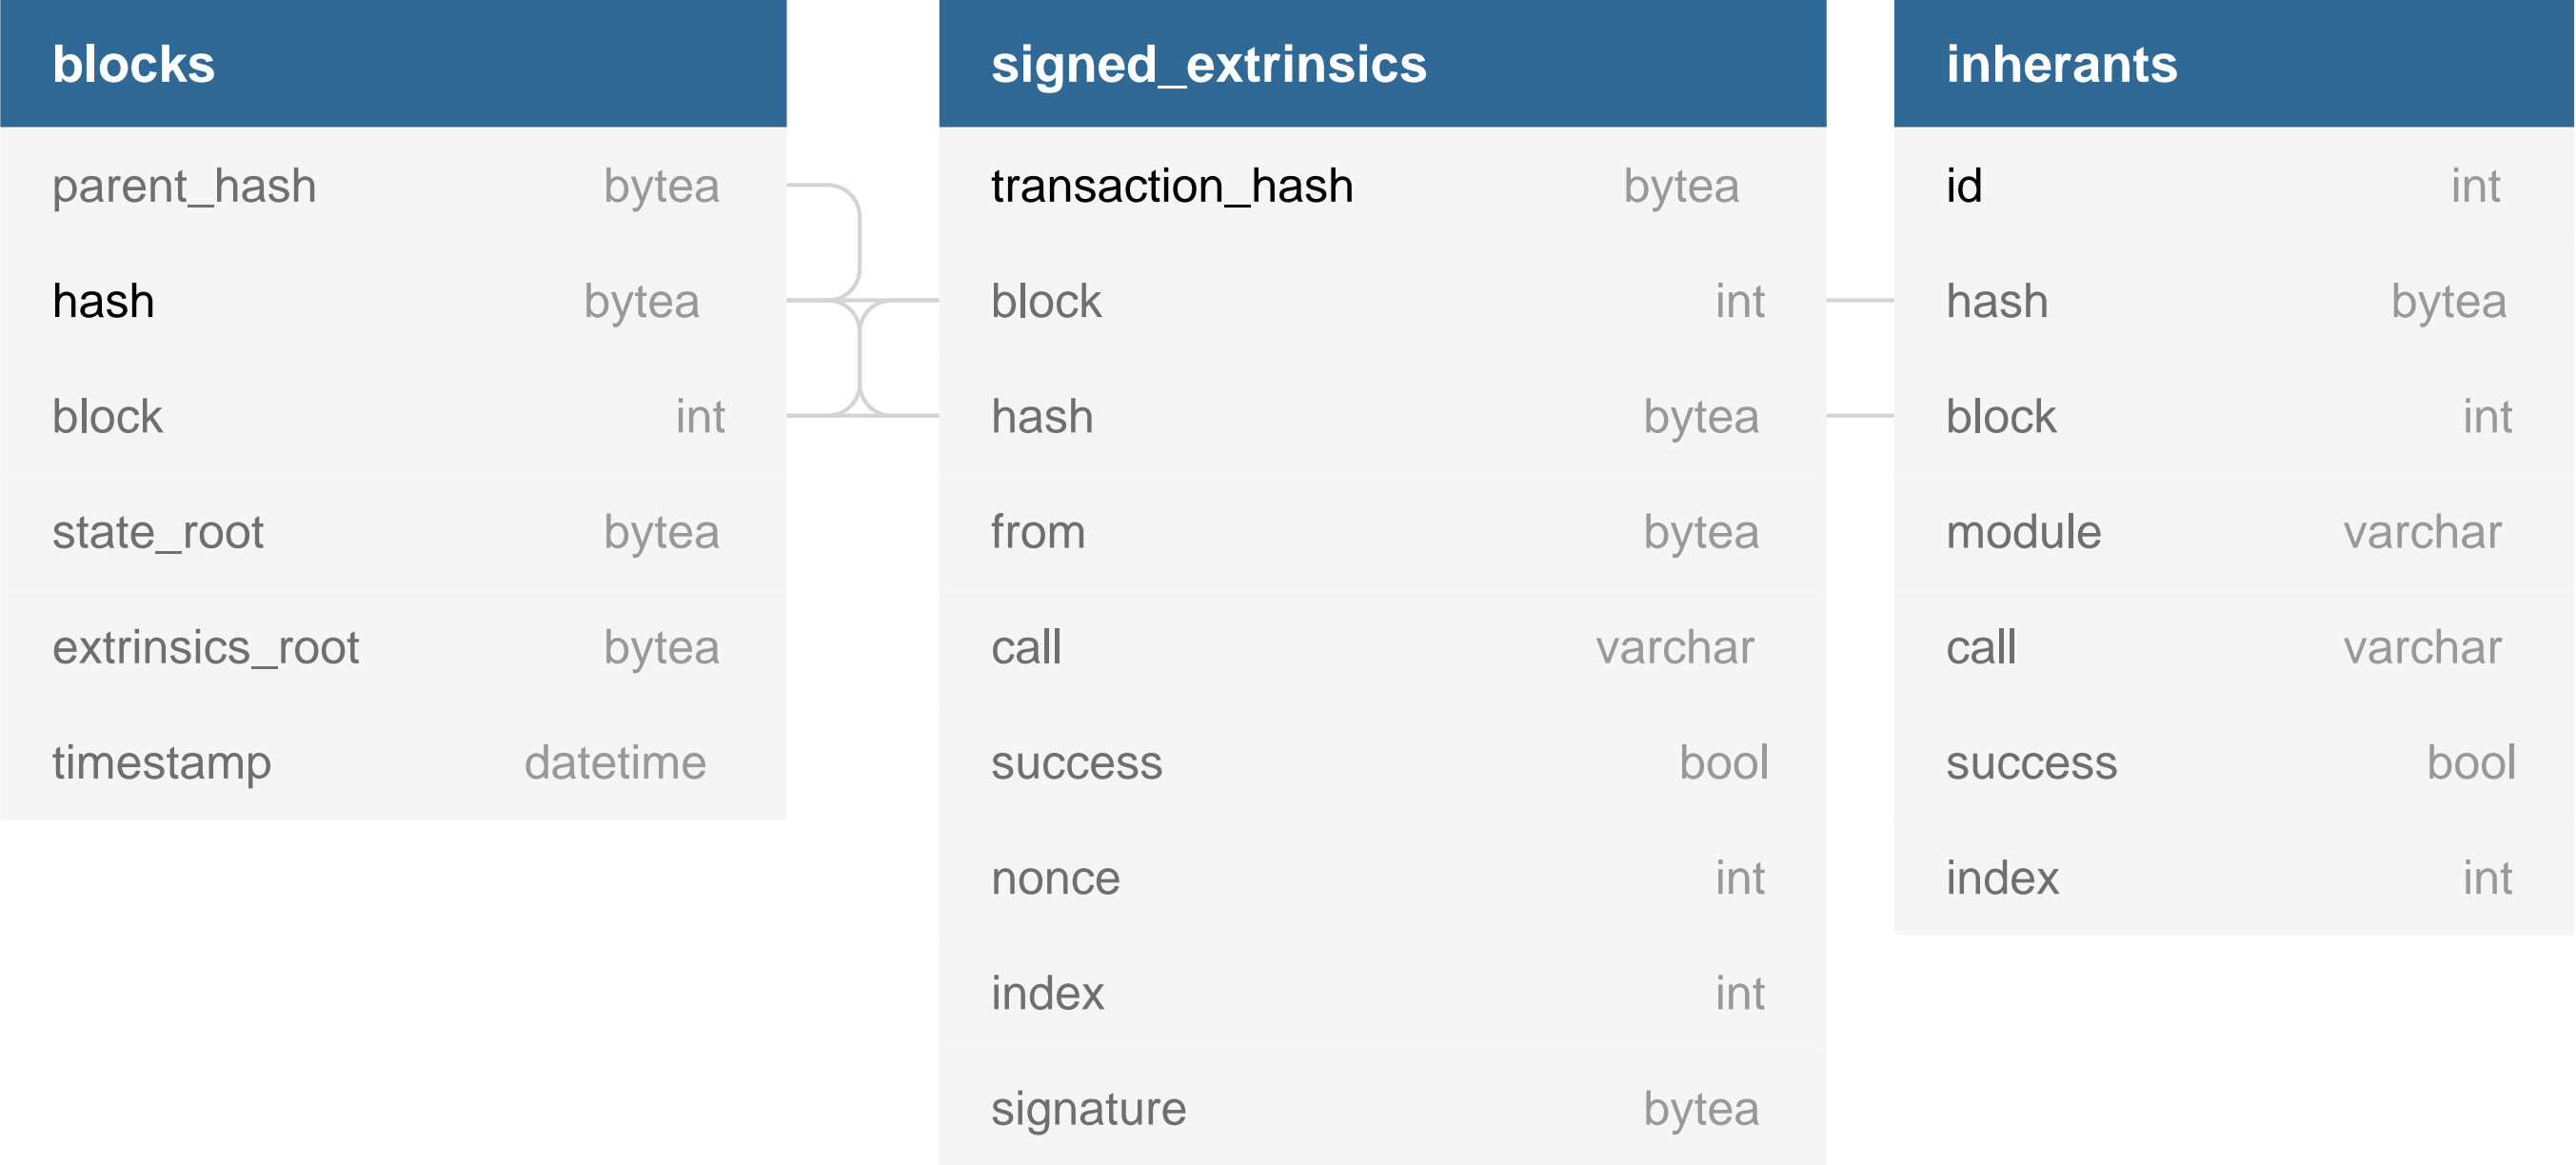 blocks
parent_hash bytea
hash bytea
block int
state_root bytea
extrinsics_root bytea
timestamp datetime
signed_extrinsics
transaction_hash bytea
block int
hash bytea
from bytea
call varchar
success bool
nonce int
index int
signature bytea
inherants
id int
hash bytea
block int
module varchar
call varchar
success bool
index int